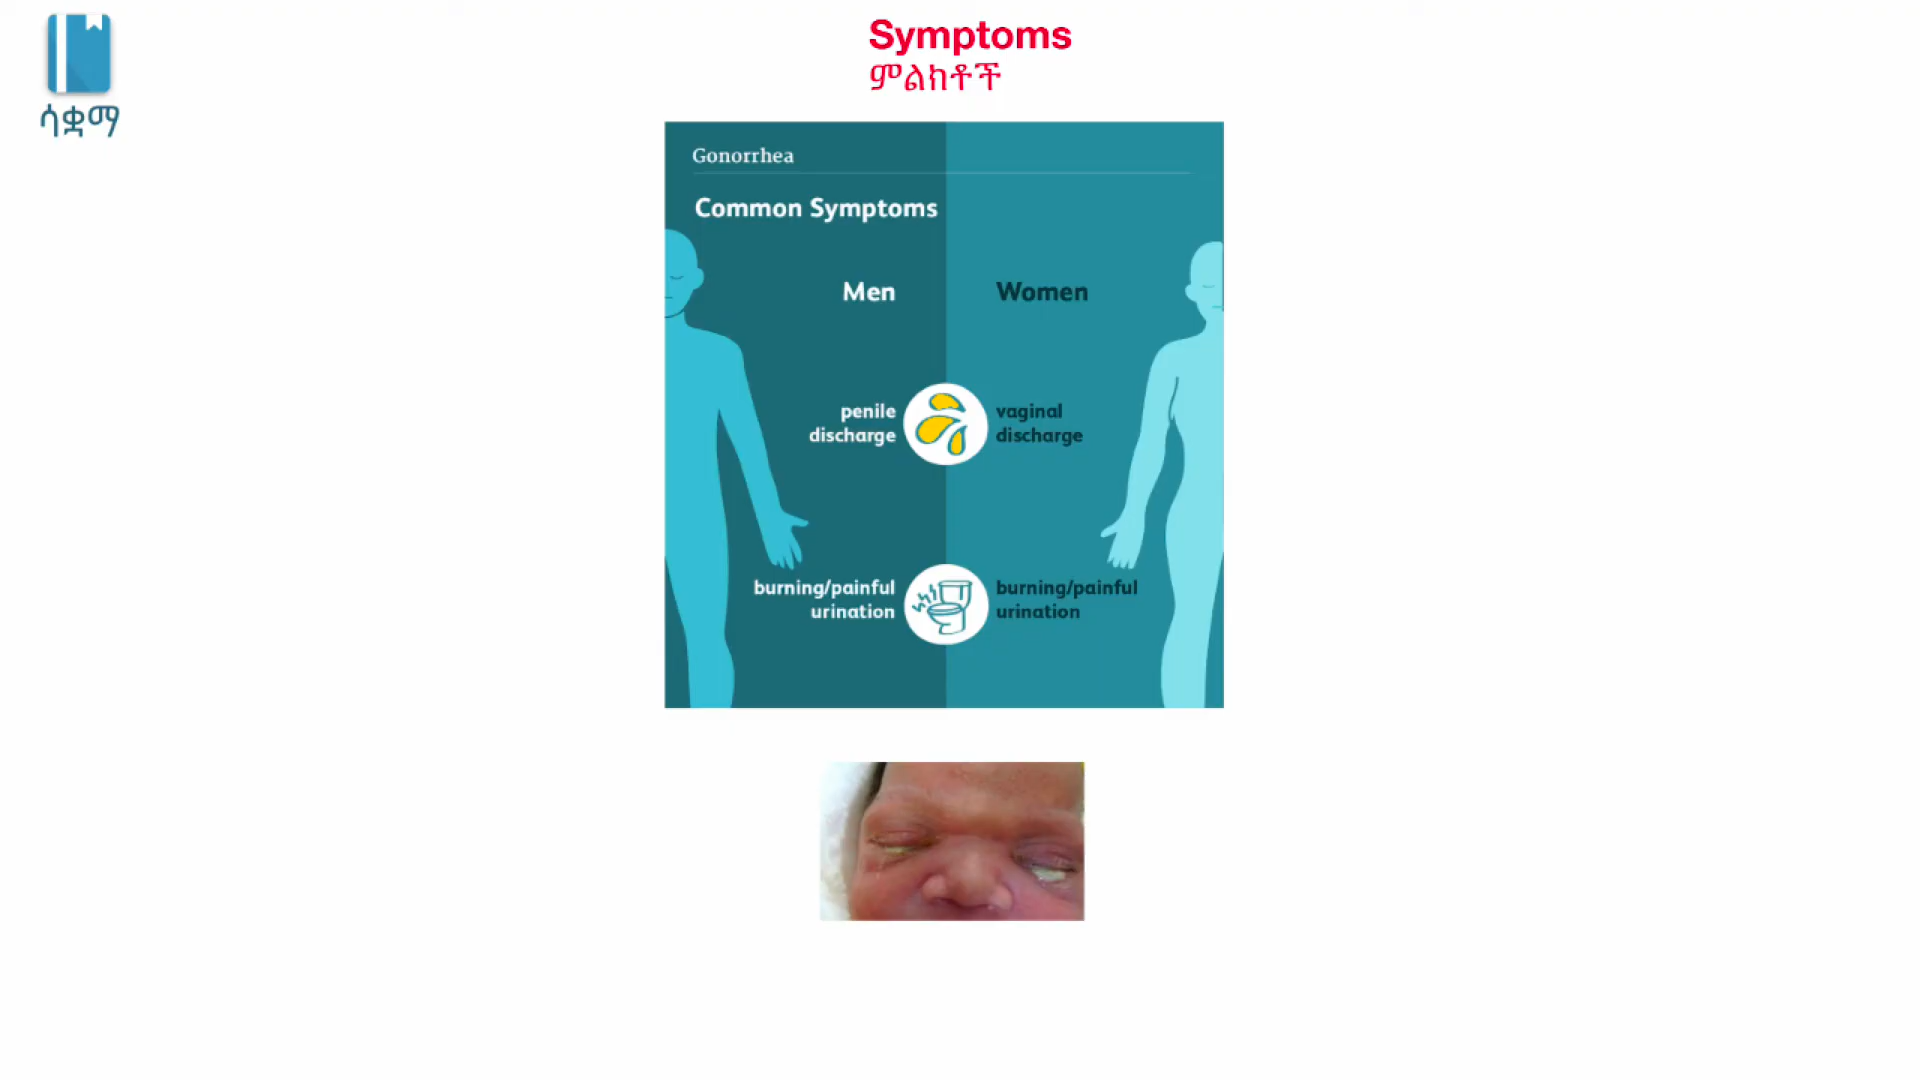 Symptoms
ምልክቶች
ሳቋማ
Gonorrhea
Common Symptoms
Men
Women
penile
discharge
vaginal
discharge
burning/painful
urination
burning/painful
urination